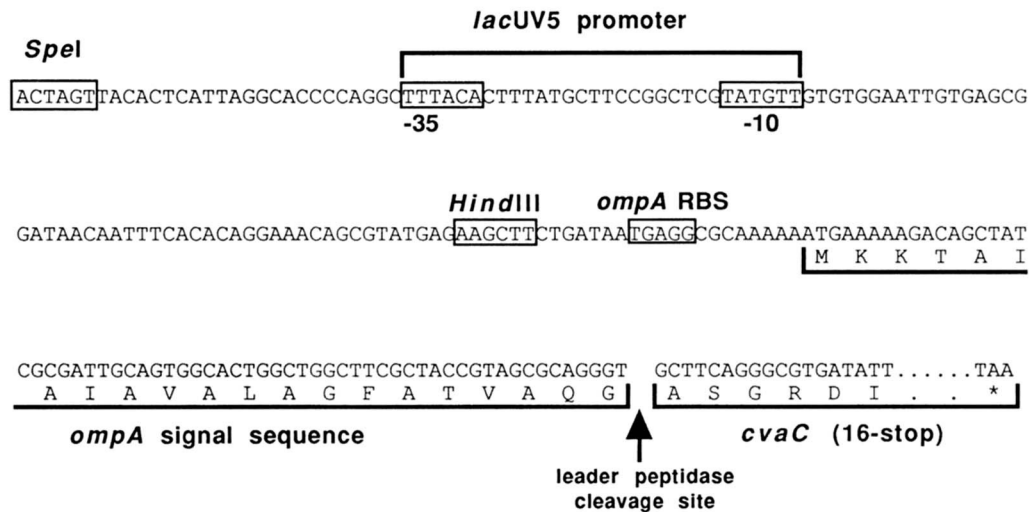 lacUV5 promoter
SpeI
ACTAGTTACACTCATTAGGCACCCCAGGCTTTACACTTTATGCTTCCGGCTCGTATGTTGTGTGGAATTGTGAGCG
-35 -10
HindIII ompA RBS
GATAACAATTTCACACAGGAAACAGCGTATGAGAAGCTTCTGATAATGAGGCGCAAAAAATGAAAAAGACAGCTAT
M K K T A I
CGCGATTGCAGTGGCACTGGCTGGCTTCGCTACCGTAGCGCAGGGT GCTTCAGGGCGTGATATT......TAA
A I A V A L A G F A T V A Q G A S G R D I . . *
ompA signal sequence cvaC (16-stop)
leader peptidase
cleavage site